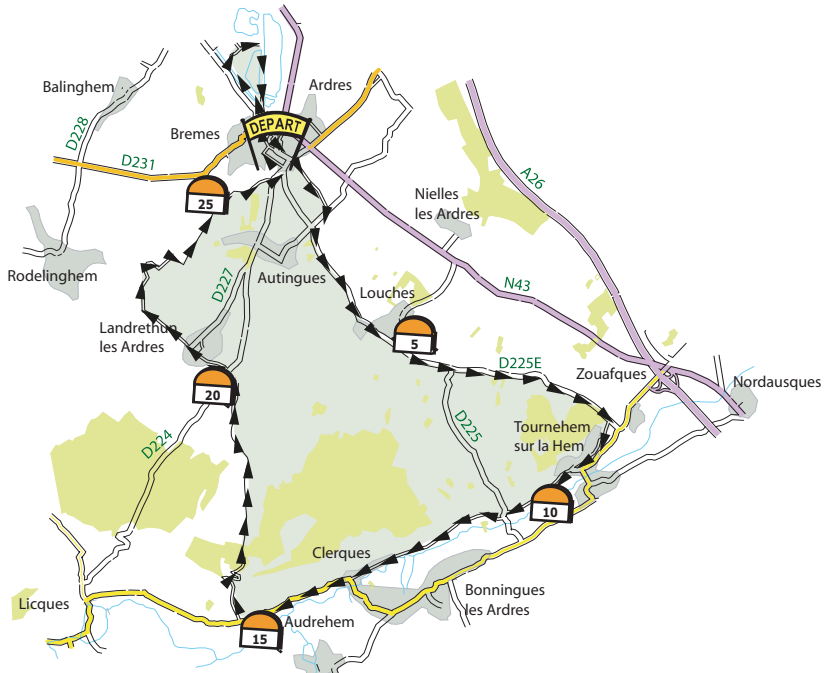 Balinghem
Ardres
D228
Bremes
DEPART
D231
A26
25
Nielles
les Ardres
Rodelinghem
Autingues
D227
Louches
N43
Landrethun
les Ardres
5
D225E
Zouafques
Nordausques
20
D225
Tournehem
sur la Hem
D224
10
Clerques
Bonningues
les Ardres
Licques
Audrehem
15